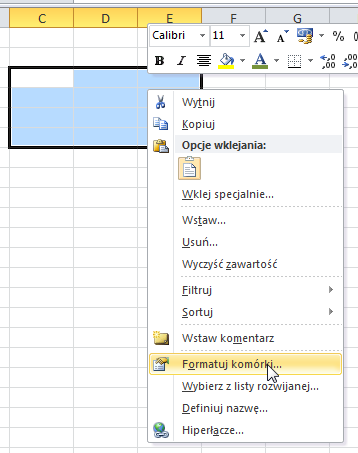 C D E F G
Calibri 11 A A %
B I A
Wytnij
Kopiuj
Opcje wklejania:
Wklej specjalnie...
Wstaw...
Usuń...
Wyczyść zawartość
Filtruj
Sortuj
Wstaw komentarz
Formatuj komórki...
Wybierz z listy rozwijanej...
Definiuj nazwę...
Hiperłącze...